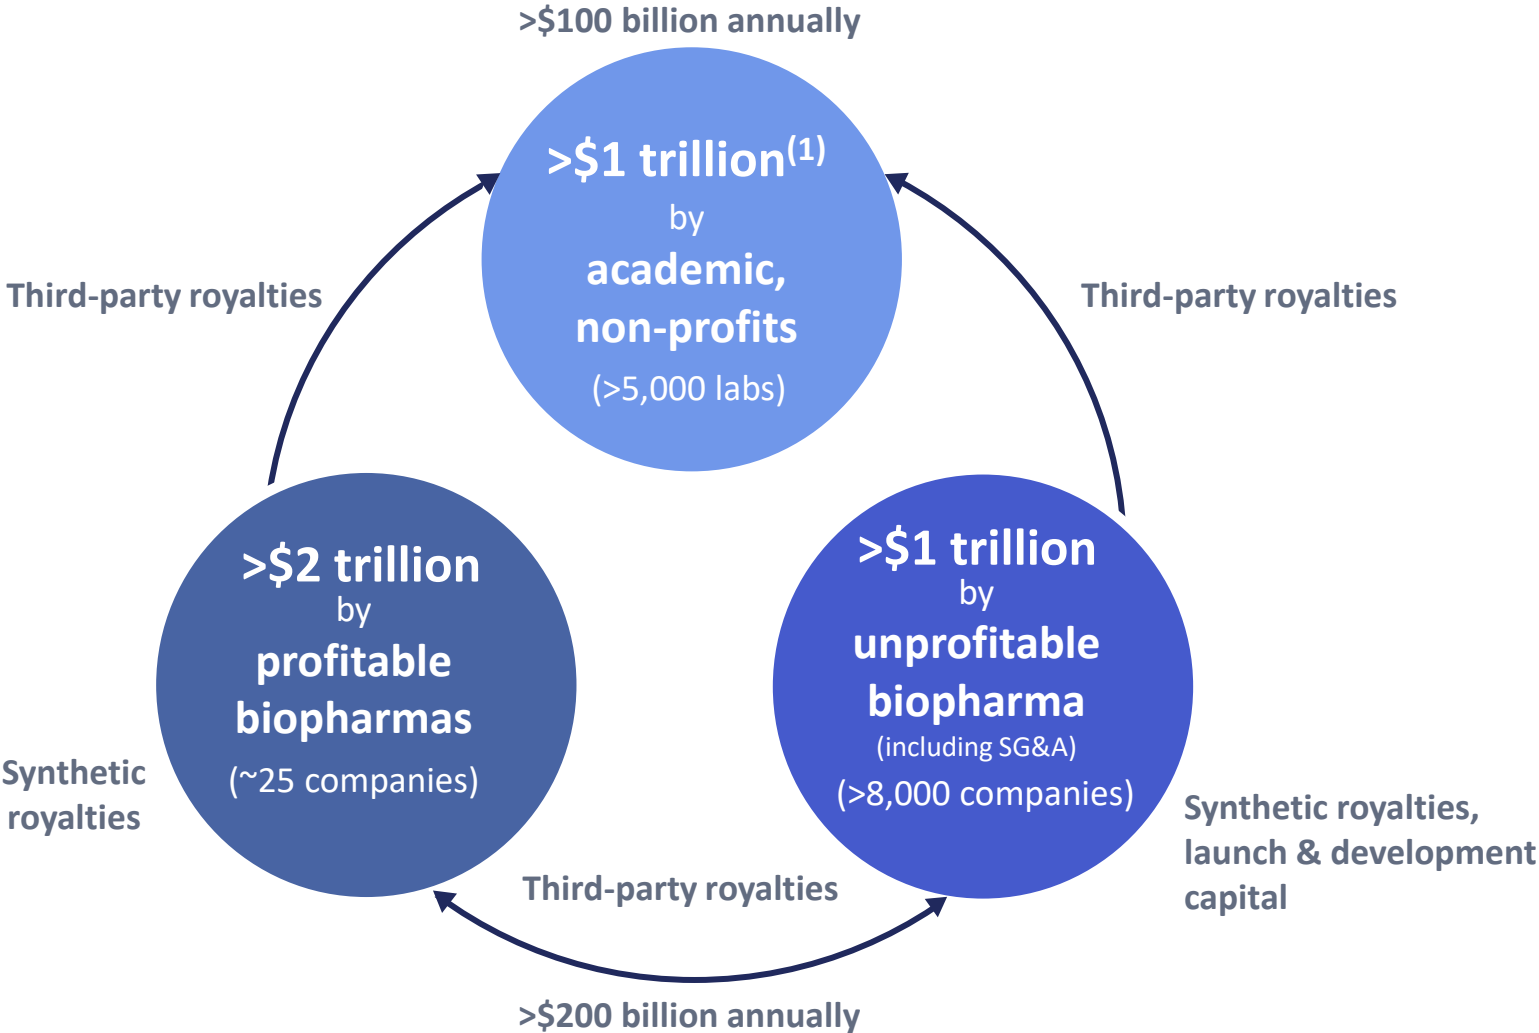 >$100 billion annually
>$1 trillion(1)
by
academic,
non-profits
(>5,000 labs)
Third-party royalties
Third-party royalties
>$2 trillion
by
profitable
biopharmas
(~25 companies)
>$1 trillion
by
unprofitable
biopharma
(including SG&A)
(>8,000 companies)
Synthetic
royalties
Synthetic royalties,
launch & development
capital
Third-party royalties
>$200 billion annually